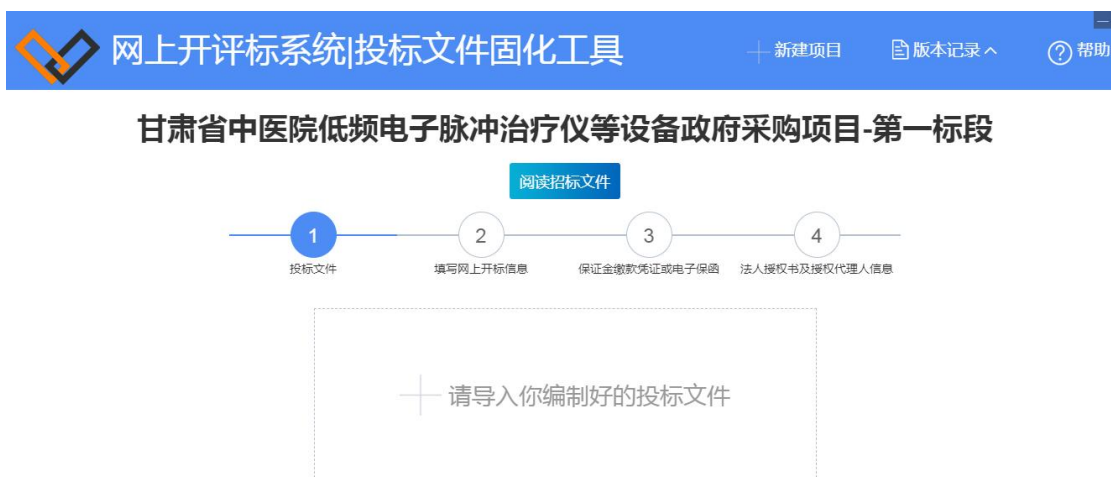 网上开评标系统|投标文件固化工具
新建项目
版本记录
帮助
甘肃省中医院低频电子脉冲治疗仪等设备政府采购项目-第一标段
阅读招标文件
1
2
3
4
投标文件
填写网上开标信息
保证金缴款凭证或电子保函
法人授权书及授权代理人信息
请导入你编制好的投标文件